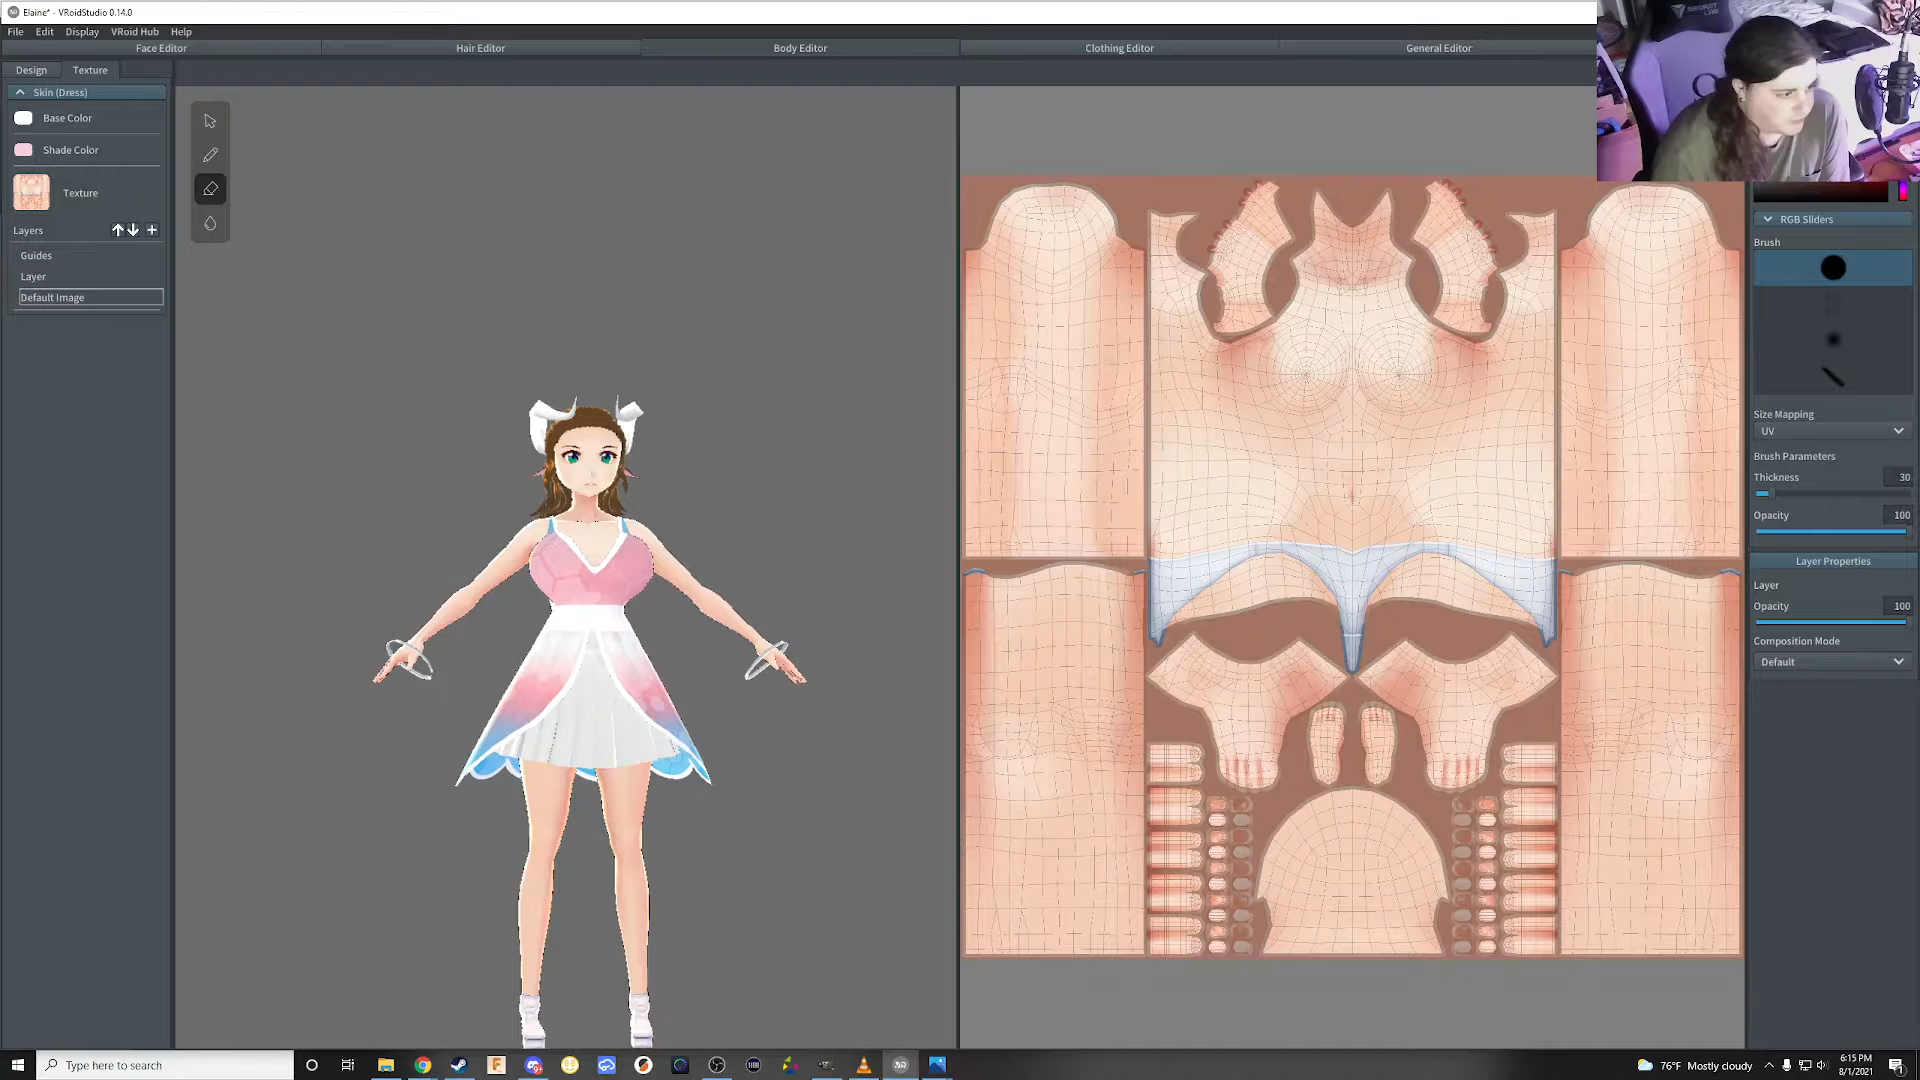 Elaine* - VRoidStudio 0.14.0
File Edit Display VRoid Hub Help
Face Editor Hair Editor Body Editor Clothing Editor General Editor
Design Texture
Skin (Dress)
Base Color
Shade Color
Texture
Layers
Guides
Layer
Default Image
RGB Sliders
Brush
Size Mapping
UV
Brush Parameters
Thickness 30
Opacity 100
Layer Properties
Layer
Opacity 100
Composition Mode
Default
Type here to search
76°F Mostly cloudy
6:15 PM
8/1/2021